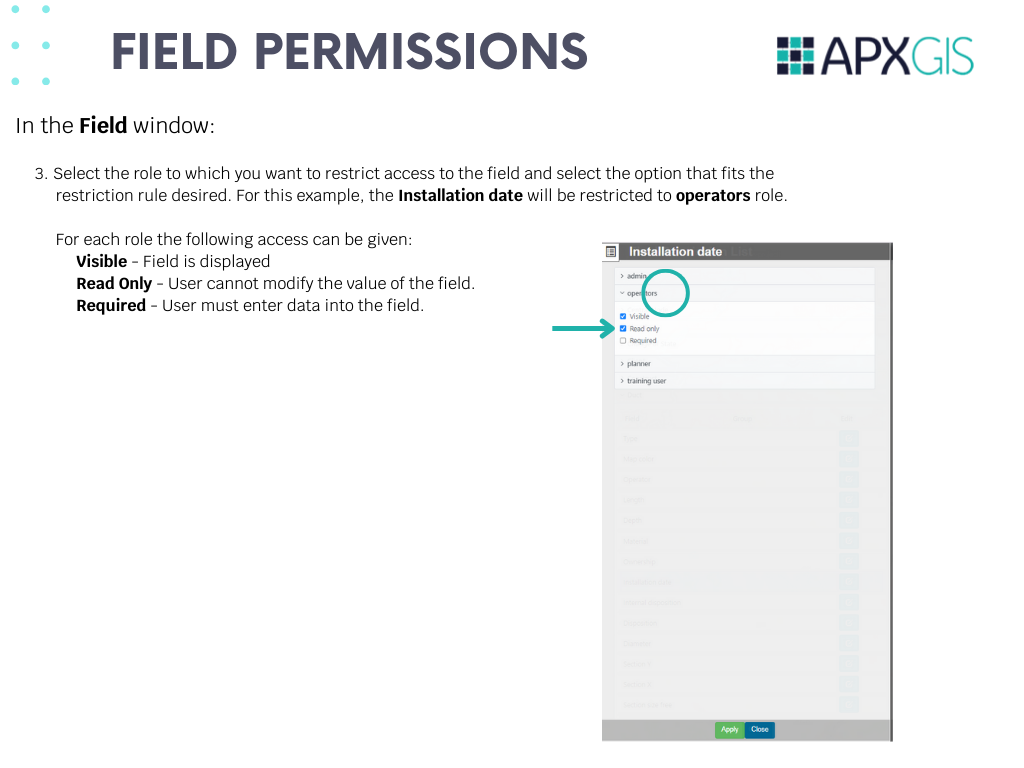 FIELD PERMISSIONS
APXGIS
In the Field window:
3. Select the role to which you want to restrict access to the field and select the option that fits the
restriction rule desired. For this example, the Installation date will be restricted to operators role.
For each role the following access can be given:
Visible - Field is displayed
Read Only - User cannot modify the value of the field.
Required - User must enter data into the field.
Installation date
admin
operators
Visible
Read only
Required
planner
training user
Apply Close